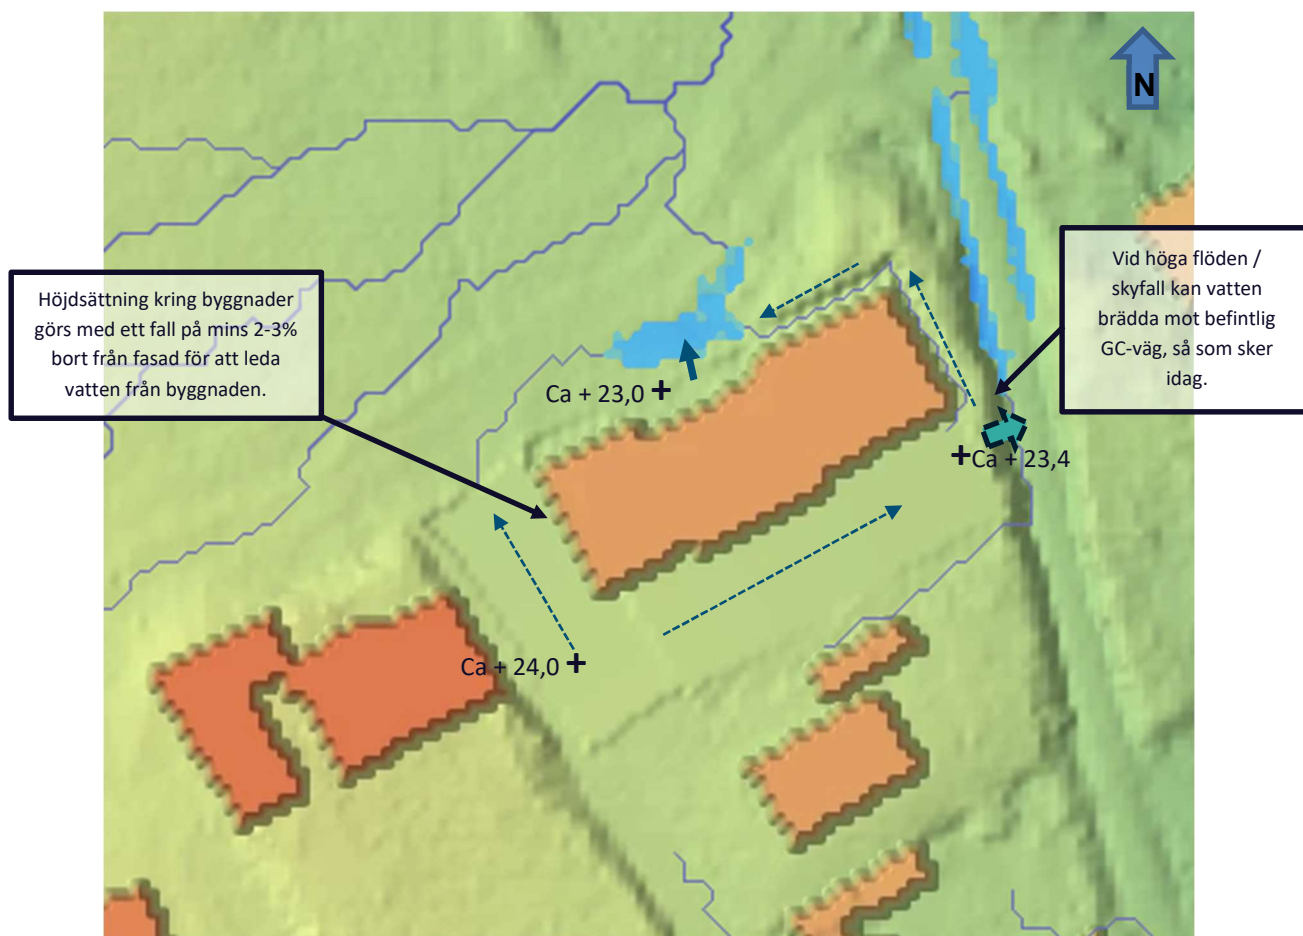 N
Vid höga flöden /
skyfall kan vatten
brädda mot befintlig
GC-väg, så som sker
idag.
Höjdsättning kring byggnader
görs med ett fall på mins 2-3%
bort från fasad för att leda
vatten från byggnaden.
Ca + 23,0 +
+Ca + 23,4
Ca + 24,0 +